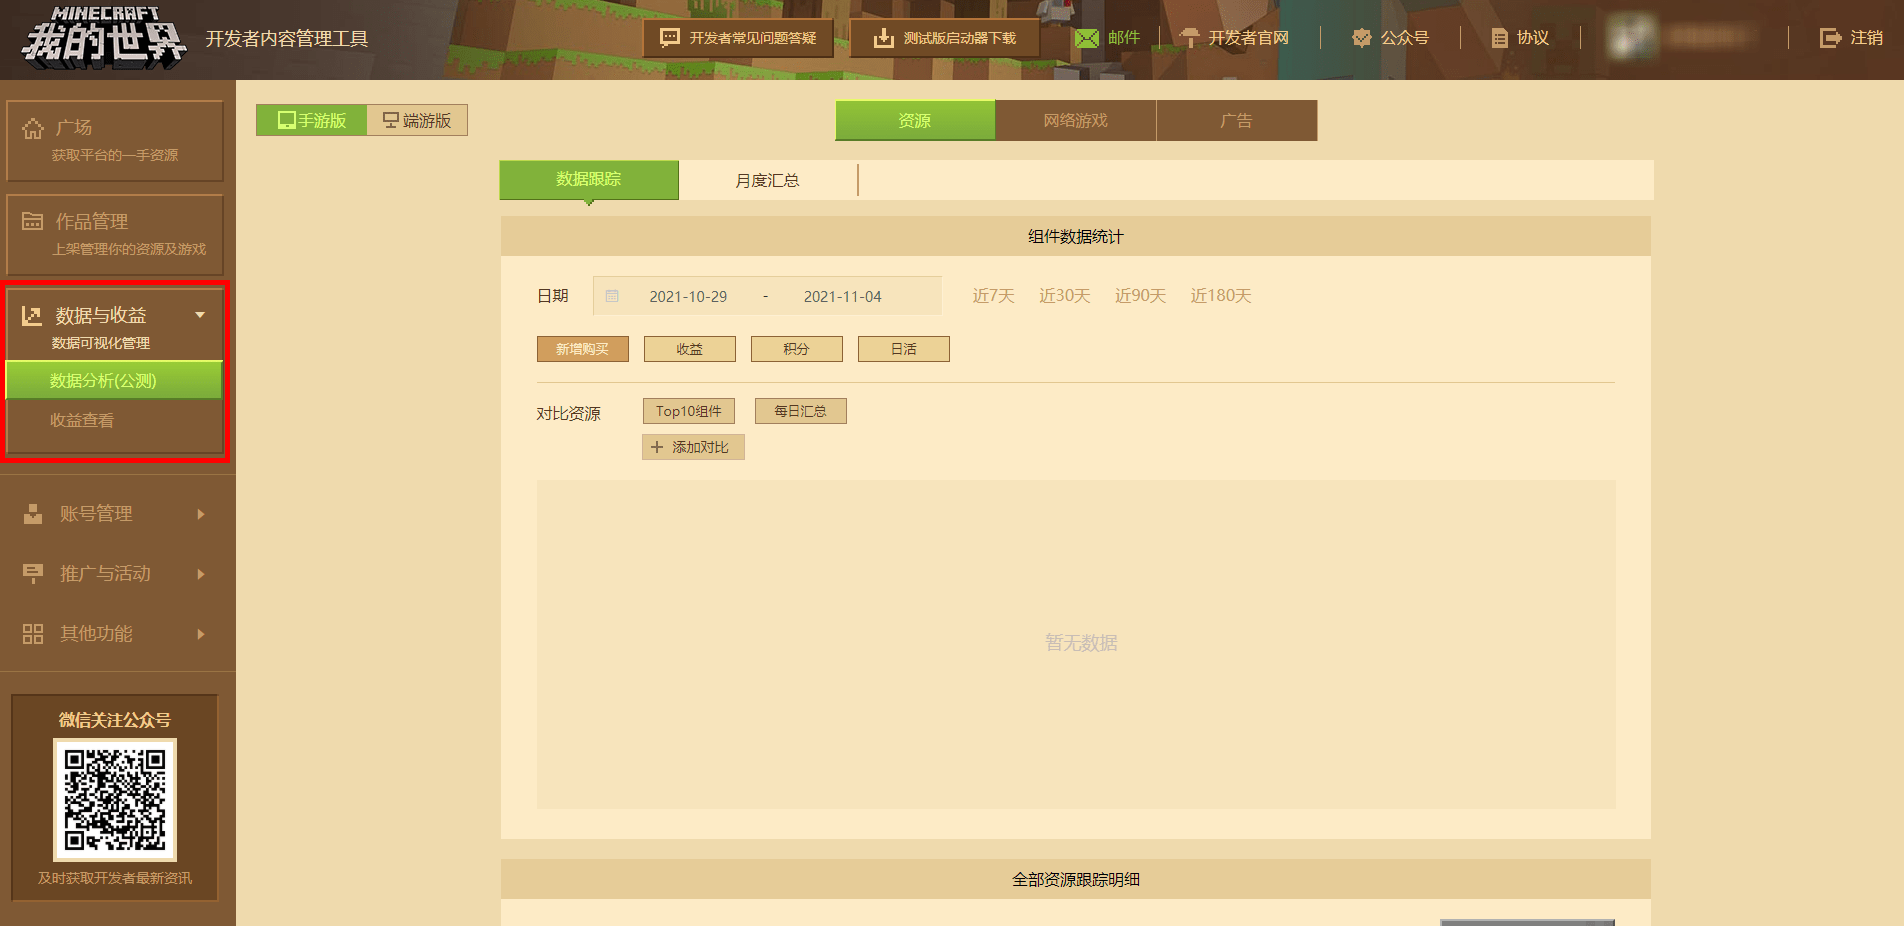 MINECRAFT
我的世界
开发者内容管理工具
开发者常见问题答疑
测试版启动器下载
邮件
开发者官网
公众号
协议
注销
广场
获取平台的一手资源
作品管理
上架管理你的资源及游戏
数据与收益
数据可视化管理
数据分析(公测)
收益查看
账号管理
推广与活动
其他功能
微信关注公众号
及时获取开发者最新资讯
手游版
端游版
资源
网络游戏
广告
数据跟踪
月度汇总
组件数据统计
日期
2021-10-29 - 2021-11-04
近7天 近30天 近90天 近180天
新增购买 收益 积分 日活
对比资源
Top10组件 每日汇总
添加对比
暂无数据
全部资源跟踪明细